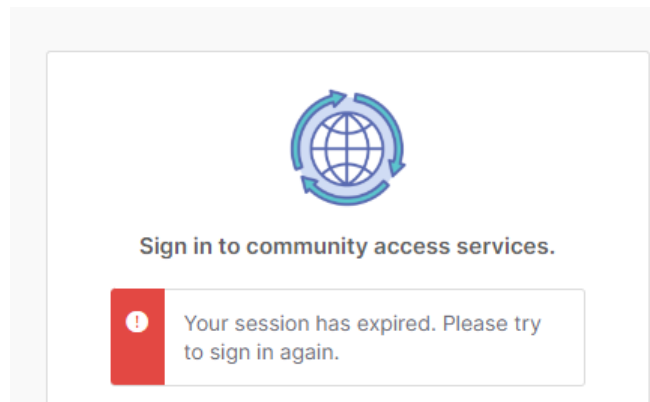 Sign in to community access services.
Your session has expired. Please try
to sign in again.